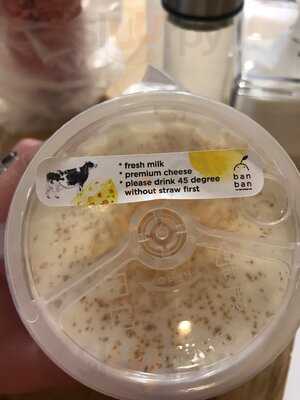 * fresh milk
* premium cheese
* please drink 45 degree
without straw first
ban
ban